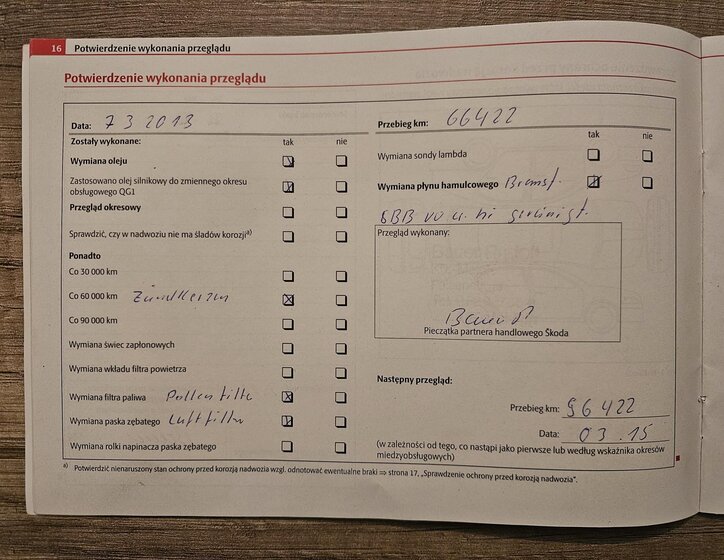 16 Potwierdzenie wykonania przeglądu
Potwierdzenie wykonania przeglądu
Data: 7 3 2013
Zostały wykonane: tak nie
Wymiana oleju
Zastosowano olej silnikowy do zmiennego okresu
obsługowego QG1
Przegląd okresowy
Sprawdzić, czy w nadwoziu nie ma śladów korozji a)
Ponadto
Co 30 000 km
Co 60 000 km Zündkerzen
Co 90 000 km
Wymiana świec zapłonowych
Wymiana wkładu filtra powietrza
Wymiana filtra paliwa Pollenfilter
Wymiana paska zębatego Luftfilter
Wymiana rolki napinacza paska zębatego
Przebieg km: 66422
tak nie
Wymiana sondy lambda
Wymiana płynu hamulcowego Bremsf.
vo u. hi gereinigt.
Przegląd wykonany:
Pieczątka partnera handlowego Škoda
Następny przegląd:
Przebieg km: 96422
Data: 03.15
(w zależności od tego, co nastąpi jako pierwsze lub według wskaźnika okresów
międzyobsługowych)
a) Potwierdzić nienaruszony stan ochrony przed korozją nadwozia wzgl. odnotować ewentualne braki ⇒ strona 17, „Sprawdzenie ochrony przed korozją nadwozia”.